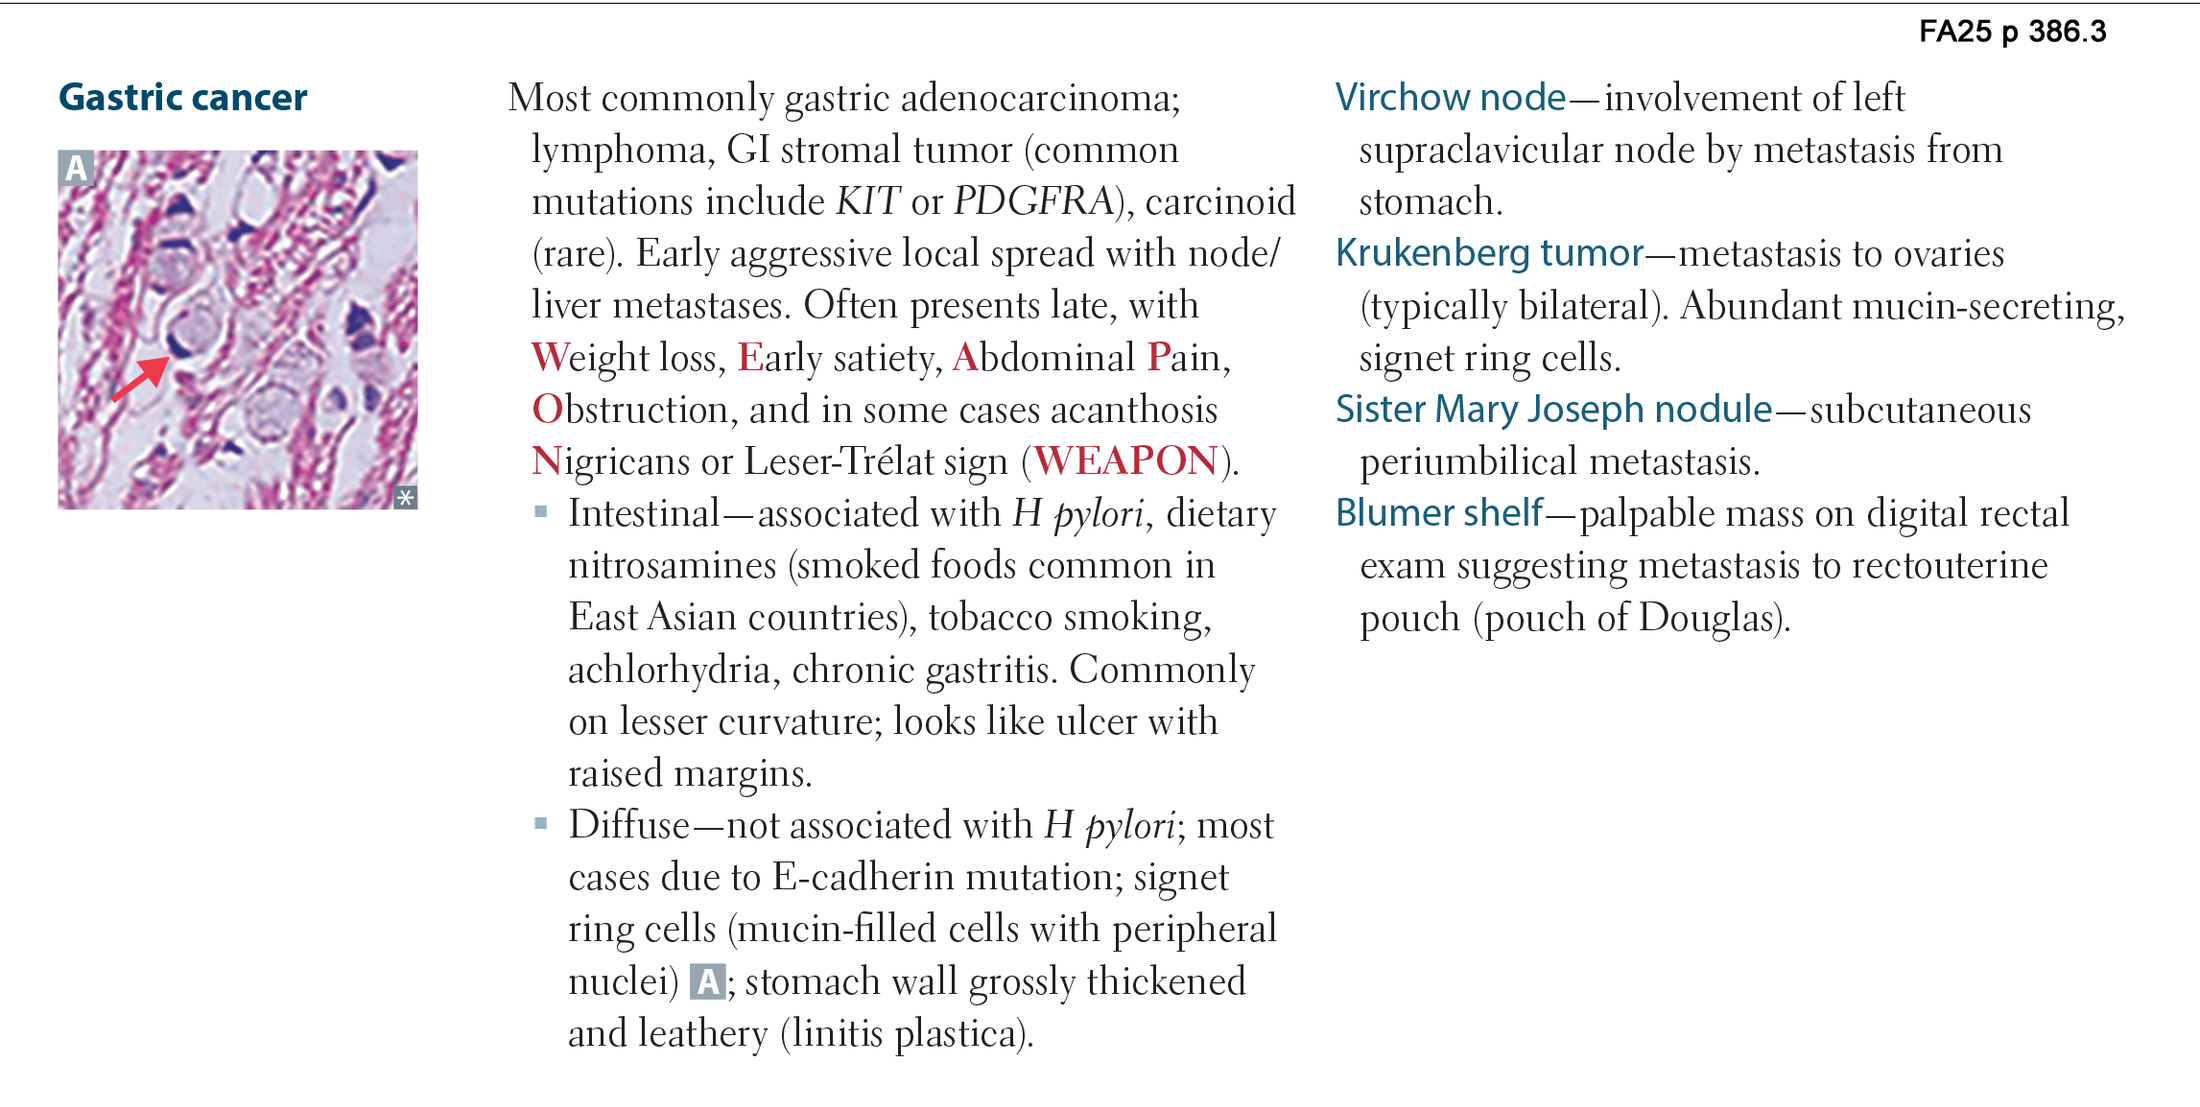 FA25 p 386.3
Gastric cancer
A
*
Most commonly gastric adenocarcinoma;
lymphoma, GI stromal tumor (common
mutations include KIT or PDGFRA), carcinoid
(rare). Early aggressive local spread with node/
liver metastases. Often presents late, with
Weight loss, Early satiety, Abdominal Pain,
Obstruction, and in some cases acanthosis
Nigricans or Leser-Trélat sign (WEAPON).
▪ Intestinal—associated with H pylori, dietary
nitrosamines (smoked foods common in
East Asian countries), tobacco smoking,
achlorhydria, chronic gastritis. Commonly
on lesser curvature; looks like ulcer with
raised margins.
▪ Diffuse—not associated with H pylori; most
cases due to E-cadherin mutation; signet
ring cells (mucin-filled cells with peripheral
nuclei) A; stomach wall grossly thickened
and leathery (linitis plastica).
Virchow node—involvement of left
supraclavicular node by metastasis from
stomach.
Krukenberg tumor—metastasis to ovaries
(typically bilateral). Abundant mucin-secreting,
signet ring cells.
Sister Mary Joseph nodule—subcutaneous
periumbilical metastasis.
Blumer shelf—palpable mass on digital rectal
exam suggesting metastasis to rectouterine
pouch (pouch of Douglas).